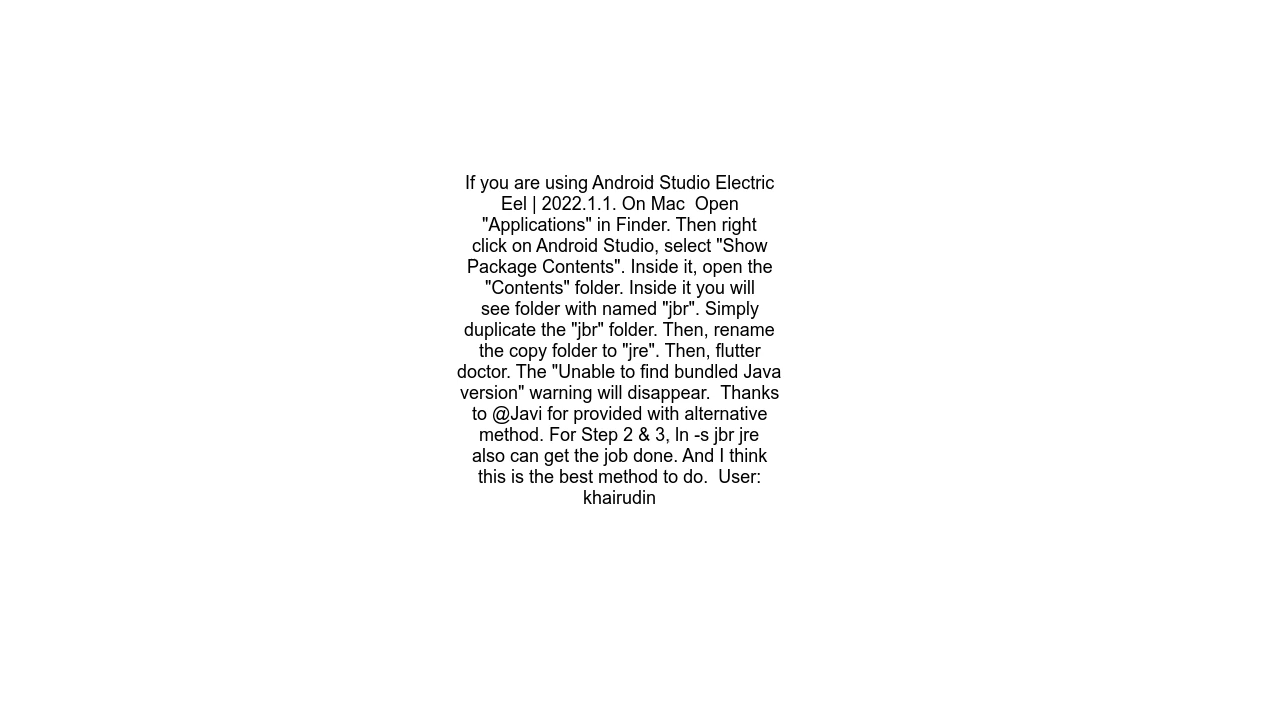 If you are using Android Studio Electric
Eel | 2022.1.1. On Mac  Open
"Applications" in Finder. Then right
click on Android Studio, select "Show
Package Contents". Inside it, open the
"Contents" folder. Inside it you will
see folder with named "jbr". Simply
duplicate the "jbr" folder. Then, rename
the copy folder to "jre". Then, flutter
doctor. The "Unable to find bundled Java
version" warning will disappear.  Thanks
to @Javi for provided with alternative
method. For Step 2 & 3, ln -s jbr jre
also can get the job done. And I think
this is the best method to do.  User:
khairudin